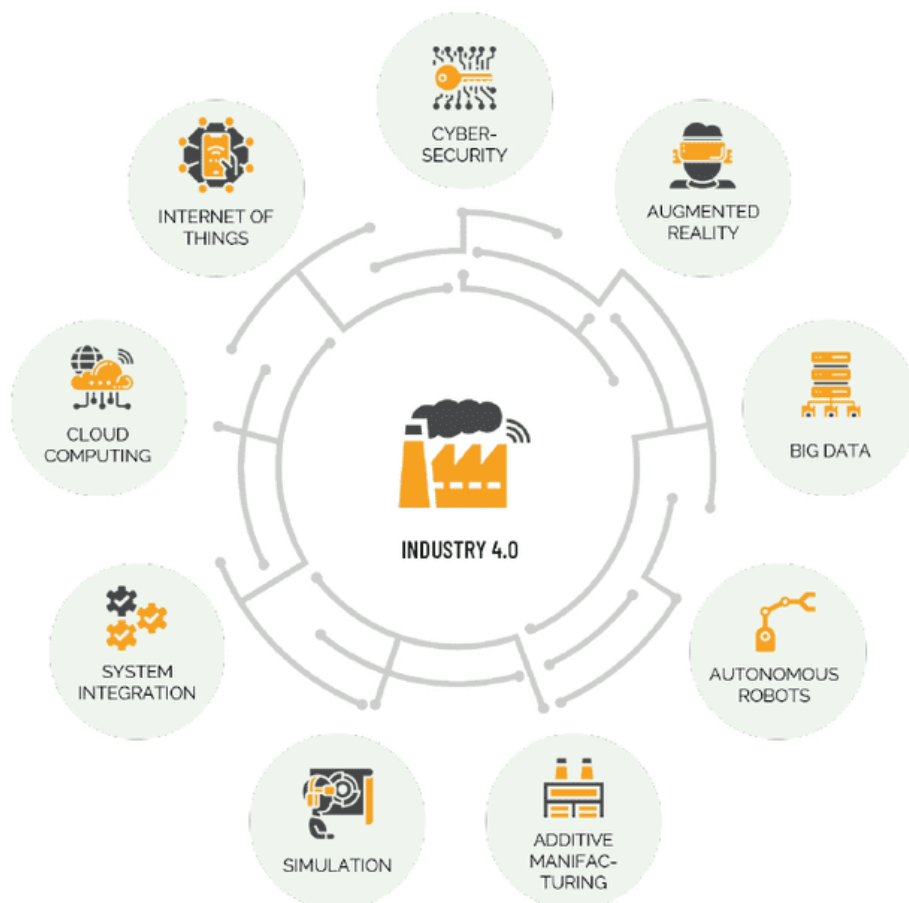 CYBER-
SECURITY
AUGMENTED
REALITY
BIG DATA
AUTONOMOUS
ROBOTS
ADDITIVE
MANIFAC-
TURING
SIMULATION
SYSTEM
INTEGRATION
CLOUD
COMPUTING
INTERNET OF
THINGS
INDUSTRY 4.0